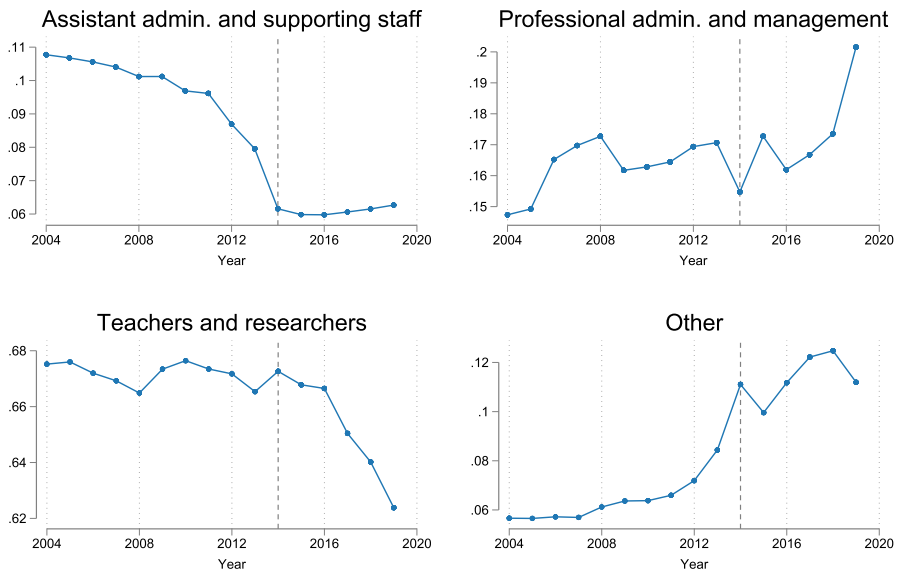 Assistant admin. and supporting staff
.11
.1
.09
.08
.07
.06
2004 2008 2012 2016 2020
Year
Professional admin. and management
.2
.19
.18
.17
.16
.15
2004 2008 2012 2016 2020
Year
Teachers and researchers
.68
.66
.64
.62
2004 2008 2012 2016 2020
Year
Other
.12
.1
.08
.06
2004 2008 2012 2016 2020
Year